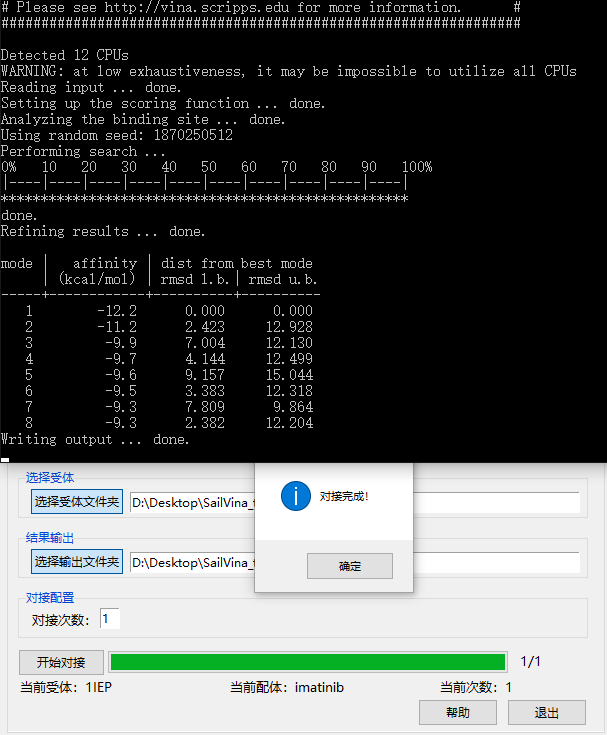 # Please see http://vina.scripps.edu for more information.      #
#################################################################
Detected 12 CPUs
WARNING: at low exhaustiveness, it may be impossible to utilize all CPUs
Reading input ... done.
Setting up the scoring function ... done.
Analyzing the binding site ... done.
Using random seed: 1870250512
Performing search ...
0%   10   20   30   40   50   60   70   80   90   100%
|----|----|----|----|----|----|----|----|----|----|
***************************************************
done.
Refining results ... done.
mode |   affinity | dist from best mode
     | (kcal/mol) | rmsd l.b.| rmsd u.b.
-----+------------+----------+----------
   1        -12.2      0.000      0.000
   2        -11.2      2.423     12.928
   3         -9.9      7.004     12.130
   4         -9.7      4.144     12.499
   5         -9.6      9.157     15.044
   6         -9.5      3.383     12.318
   7         -9.3      7.809      9.864
   8         -9.3      2.382     12.204
Writing output ... done.
选择受体
选择受体文件夹 D:\Desktop\SailVina_
对接完成!
结果输出
选择输出文件夹 D:\Desktop\SailVina_
确定
对接配置
对接次数: 1
开始对接 1/1
当前受体: 1IEP 当前配体: imatinib 当前次数: 1
帮助 退出